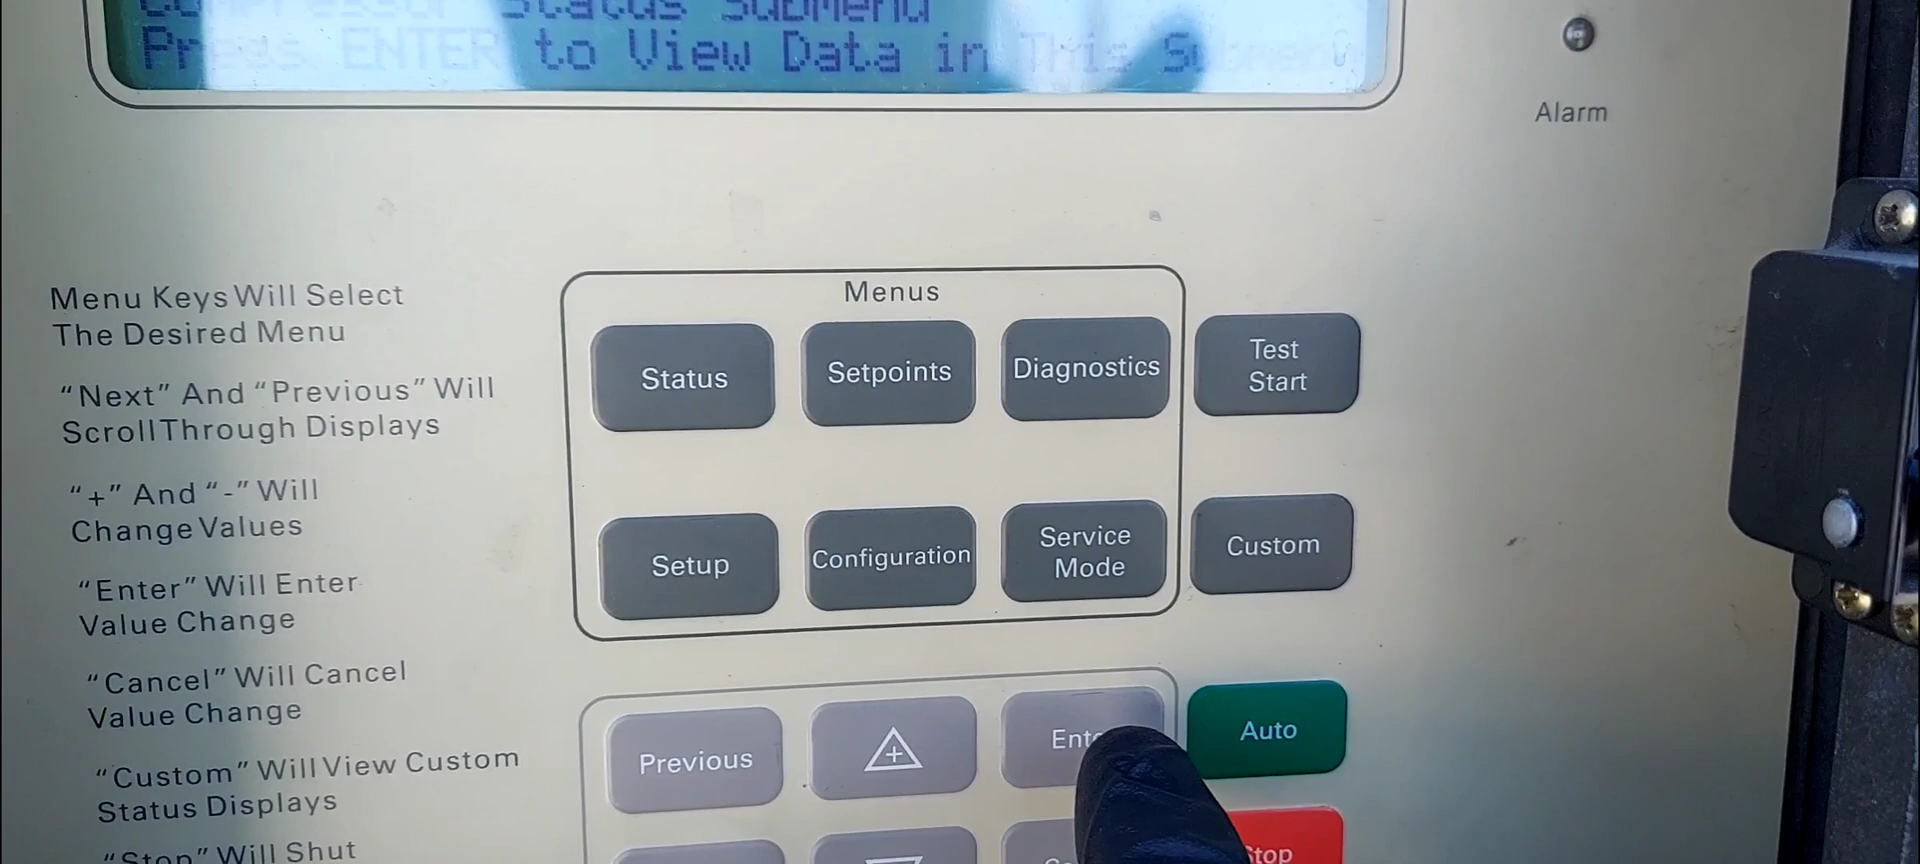 Compressor Status Submenu
Press ENTER to View Data in This Submenu
Alarm
Menu Keys Will Select
The Desired Menu
“Next” And “Previous” Will
Scroll Through Displays
“+” And “-” Will
Change Values
“Enter” Will Enter
Value Change
“Cancel” Will Cancel
Value Change
“Custom” Will View Custom
Status Displays
“Stop” Will Shut
Menus
Status
Setpoints
Diagnostics
Test
Start
Setup
Configuration
Service
Mode
Custom
Previous
+
Auto